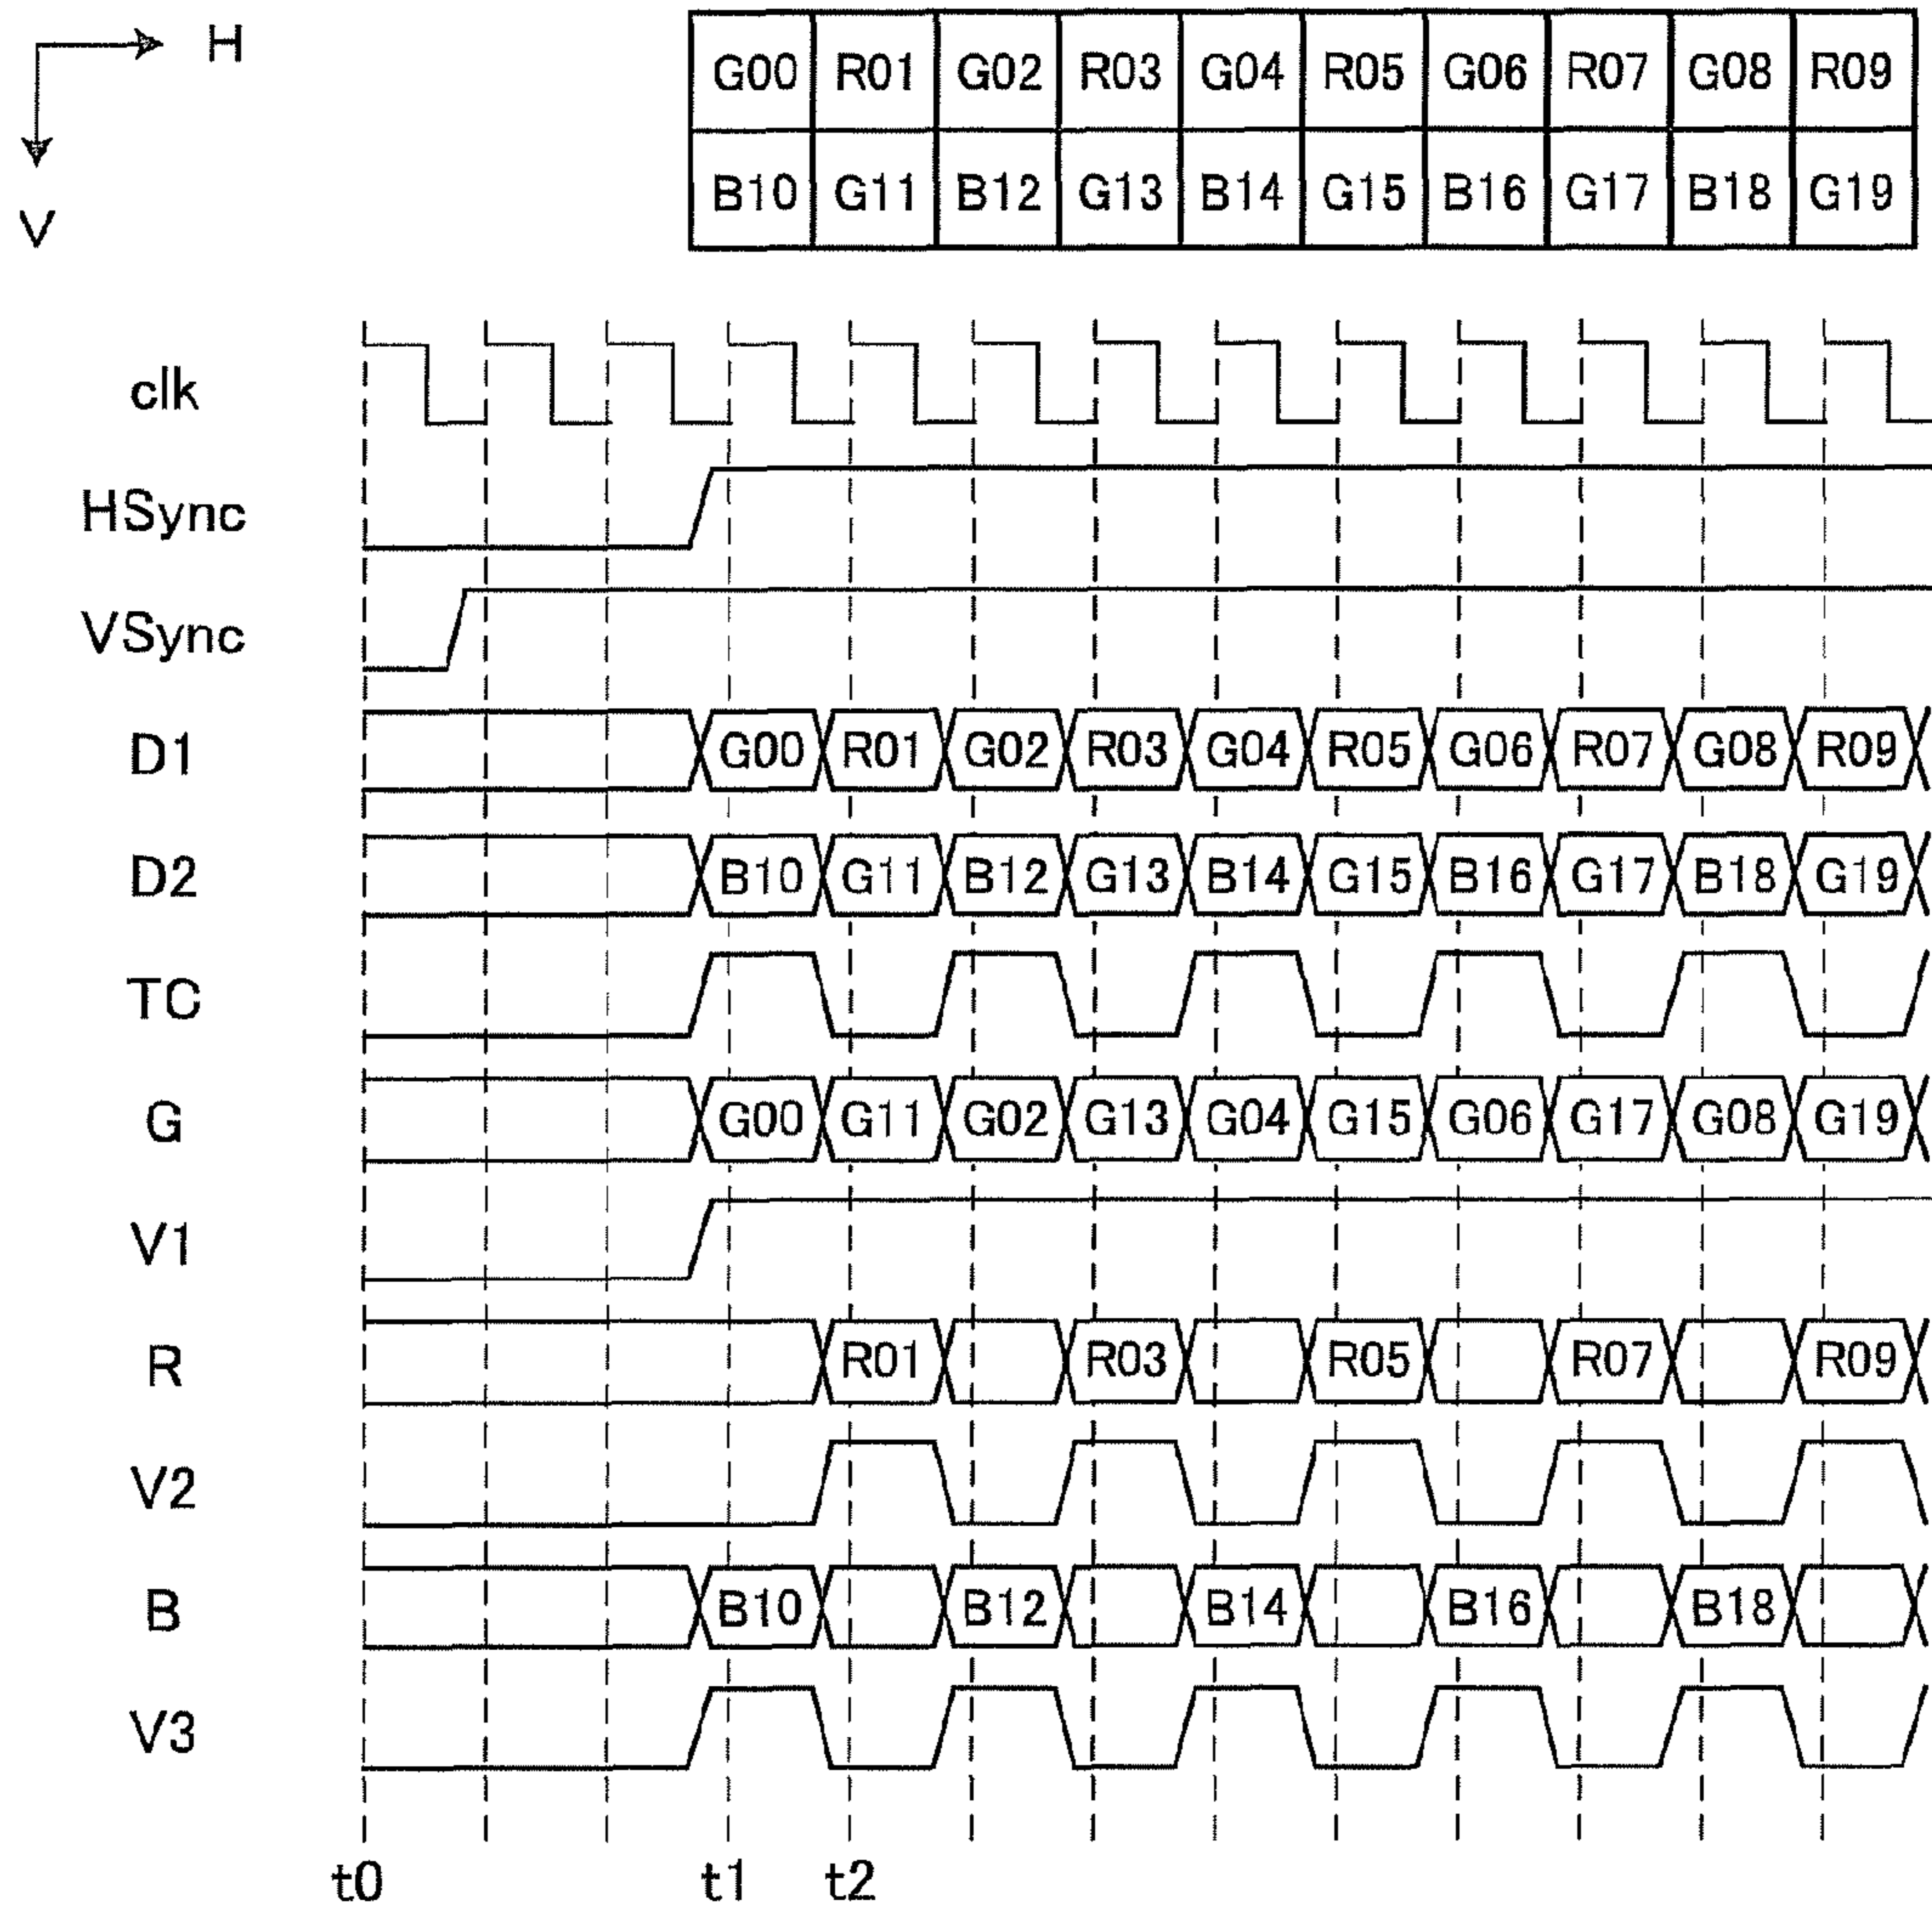 H
V
G00 R01 G02 R03 G04 R05 G06 R07 G08 R09
B10 G11 B12 G13 B14 G15 B16 G17 B18 G19
clk
HSync
VSync
D1 G00 R01 G02 R03 G04 R05 G06 R07 G08 R09
D2 B10 G11 B12 G13 B14 G15 B16 G17 B18 G19
TC
G G00 G11 G02 G13 G04 G15 G06 G17 G08 G19
V1
R R01 R03 R05 R07 R09
V2
B B10 B12 B14 B16 B18
V3
t0 t1 t2